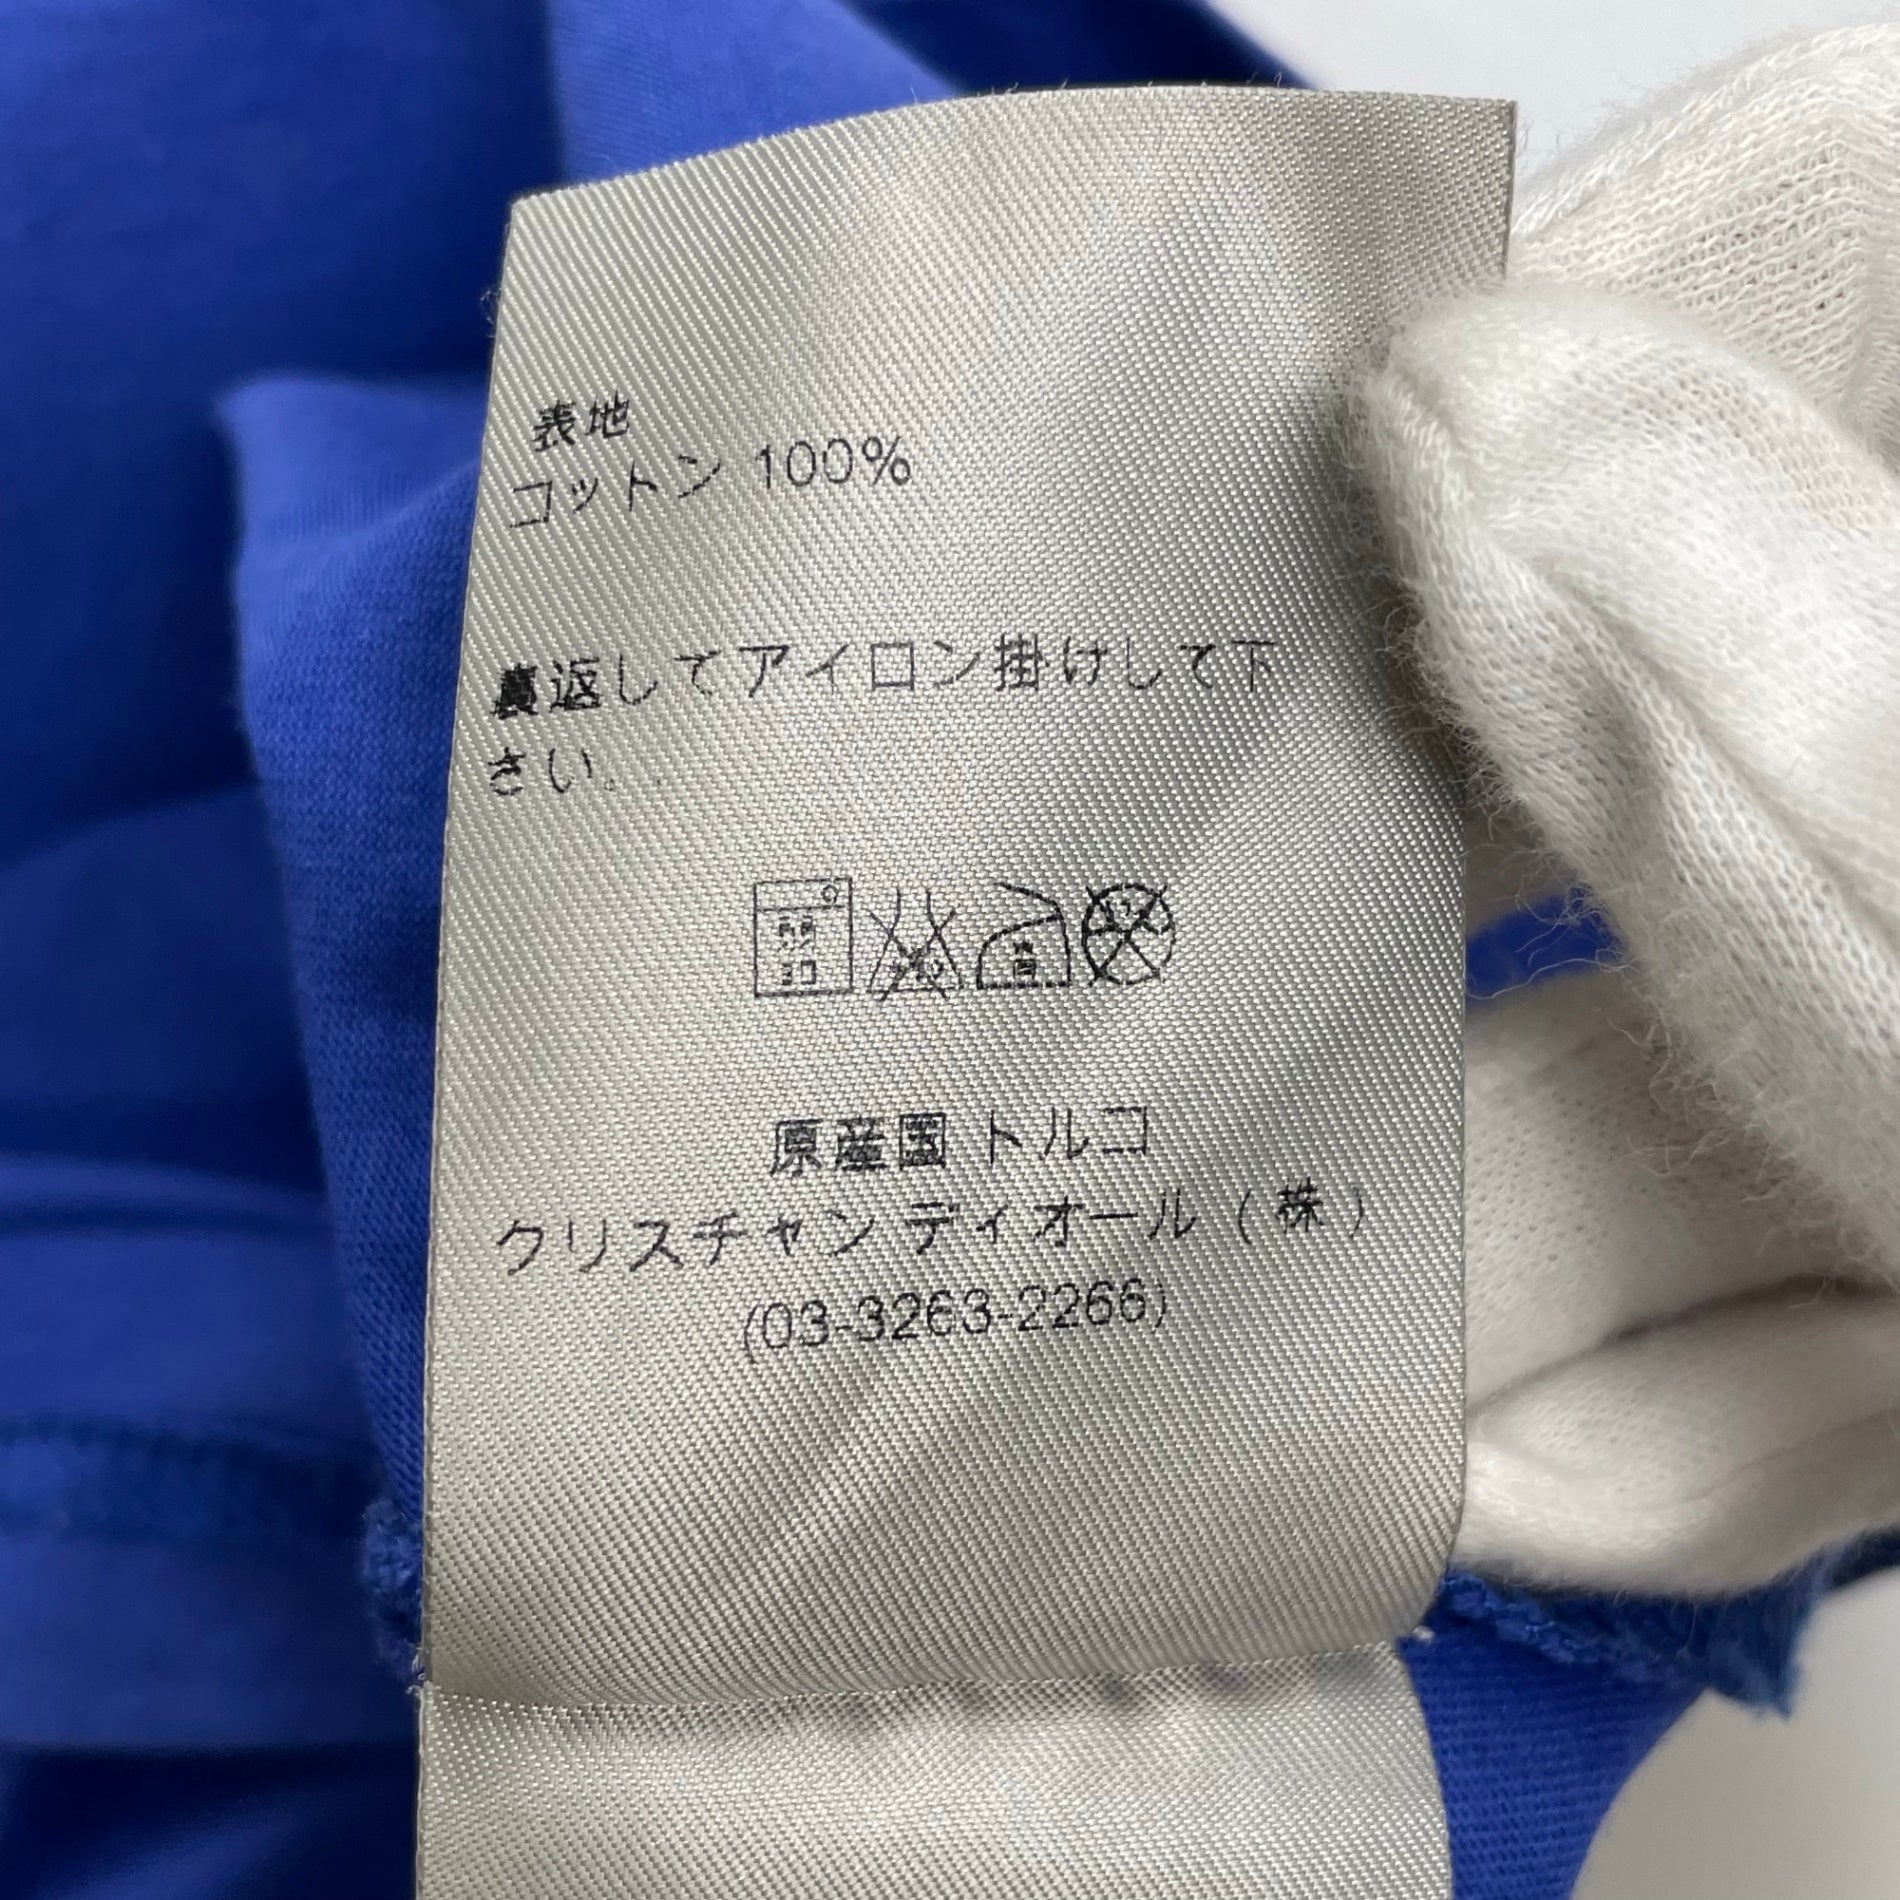 表地
コットン 100%
裏返してアイロン掛けして下
さい。
原産国 トルコ
クリスチャン ディオール (株)
(03-3263-2266)